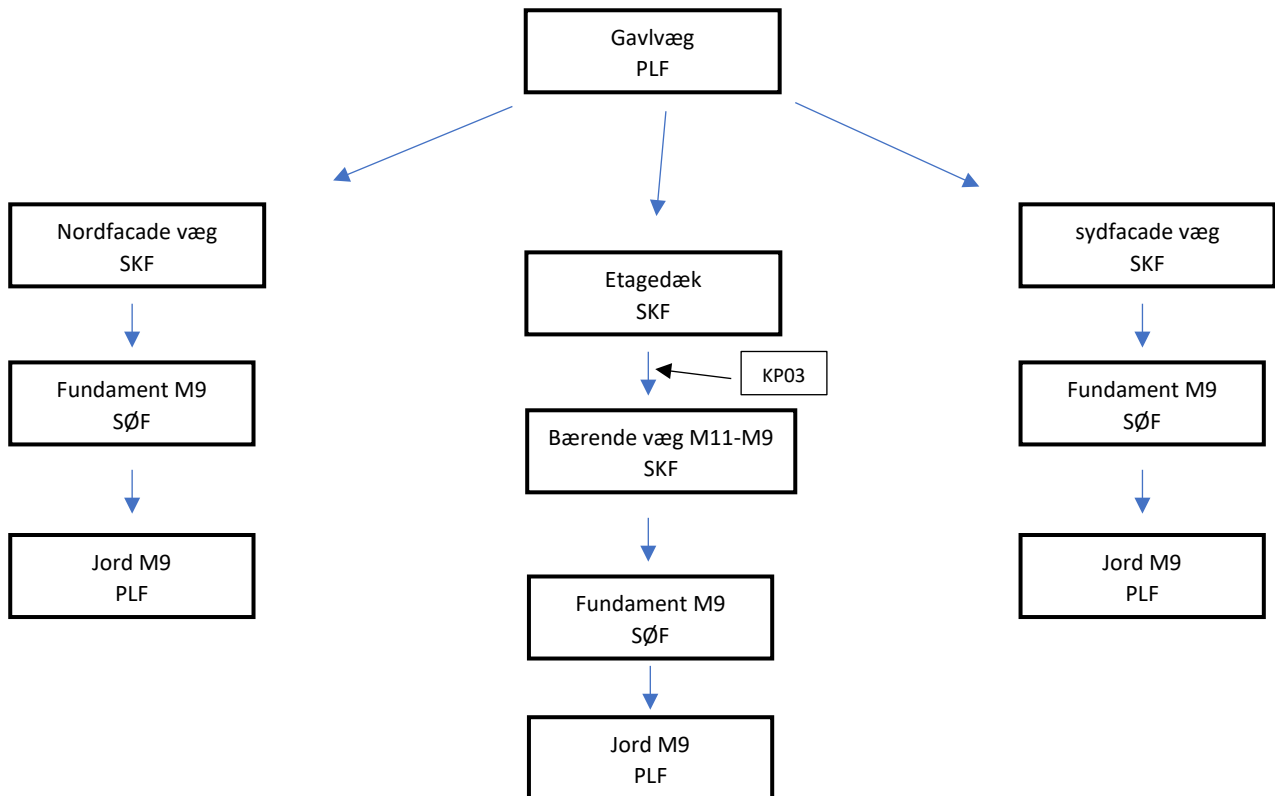 Gavlvæg
PLF
Nordfacade væg
SKF
Etagedæk
SKF
sydfacade væg
SKF
Fundament M9
SØF
KP03
Fundament M9
SØF
Bærende væg M11-M9
SKF
Jord M9
PLF
Jord M9
PLF
Fundament M9
SØF
Jord M9
PLF